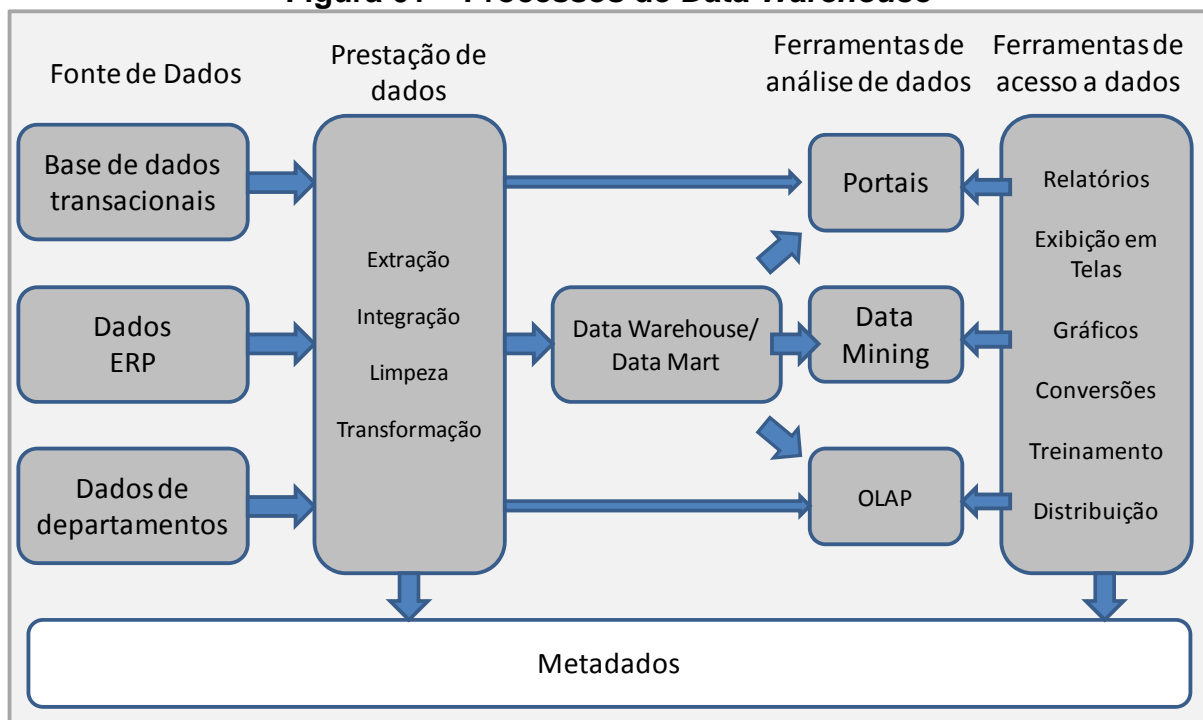 Fonte de Dados
Prestação de
dados
Ferramentas de
análise de dados
Ferramentas de
acesso a dados
Base de dados
transacionais
Dados
ERP
Dados de
departamentos
Extração
Integração
Limpeza
Transformação
Data Warehouse/
Data Mart
Portais
Data
Mining
OLAP
Relatórios
Exibição em
Telas
Gráficos
Conversões
Treinamento
Distribuição
Metadados